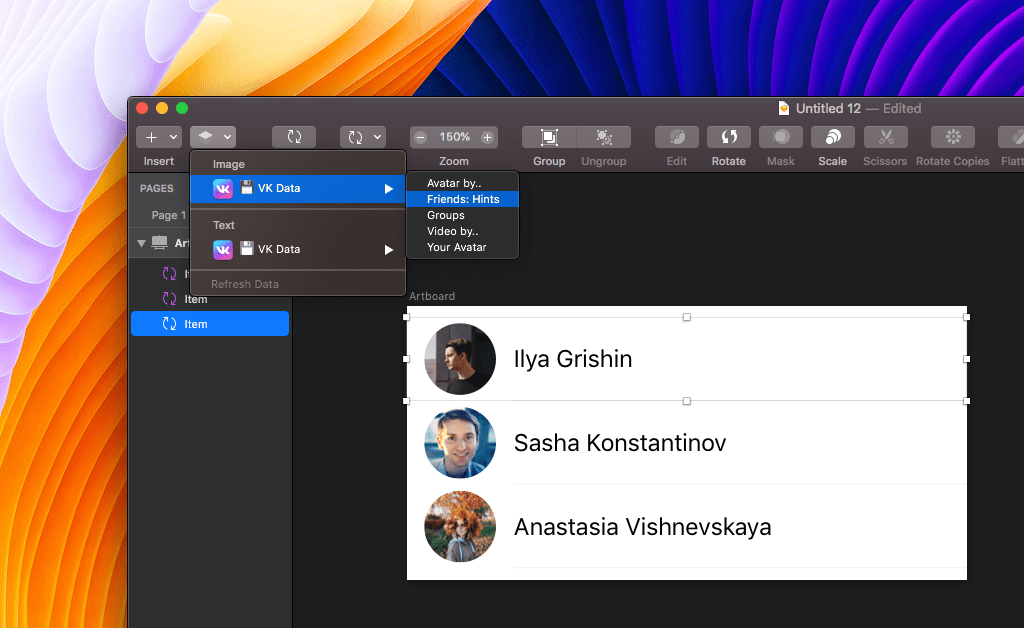 Untitled 12 — Edited
150%
Insert
Zoom
Group
Ungroup
Edit
Rotate
Mask
Scale
Scissors
Rotate Copies
PAGES
Page 1
Image
VK Data
Text
VK Data
Refresh Data
Avatar by..
Friends: Hints
Groups
Video by..
Your Avatar
Item
Item
Artboard
Ilya Grishin
Sasha Konstantinov
Anastasia Vishnevskaya